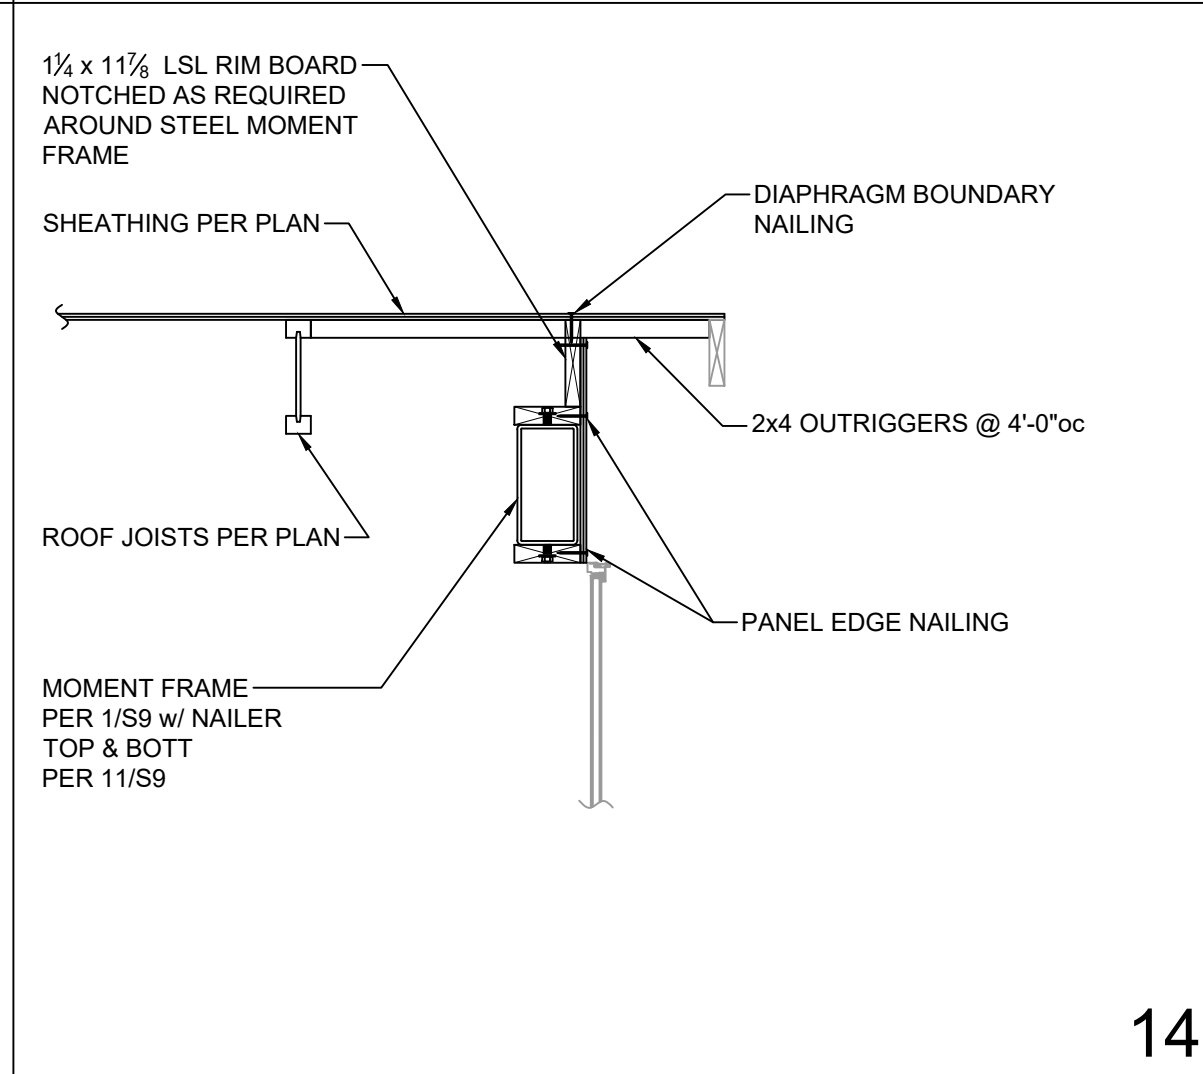 1¼ x 11⅞ LSL RIM BOARD
NOTCHED AS REQUIRED
AROUND STEEL MOMENT
FRAME
SHEATHING PER PLAN
DIAPHRAGM BOUNDARY
NAILING
2x4 OUTRIGGERS @ 4'-0"oc
ROOF JOISTS PER PLAN
PANEL EDGE NAILING
MOMENT FRAME
PER 1/S9 w/ NAILER
TOP & BOTT
PER 11/S9
14